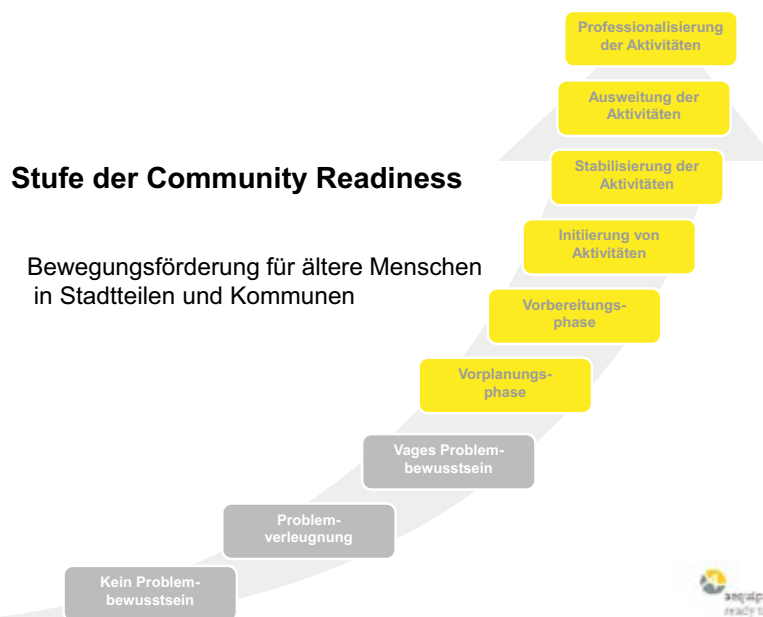 Professionalisierung
der Aktivitäten
Ausweitung der
Aktivitäten
Stufe der Community Readiness
Stabilisierung der
Aktivitäten
Initiierung von
Aktivitäten
Bewegungsförderung für ältere Menschen
in Stadtteilen und Kommunen
Vorbereitungs-
phase
Vorplanungs-
phase
Vages Problem-
bewusstsein
Problem-
verleugnung
Kein Problem-
bewusstsein
ready